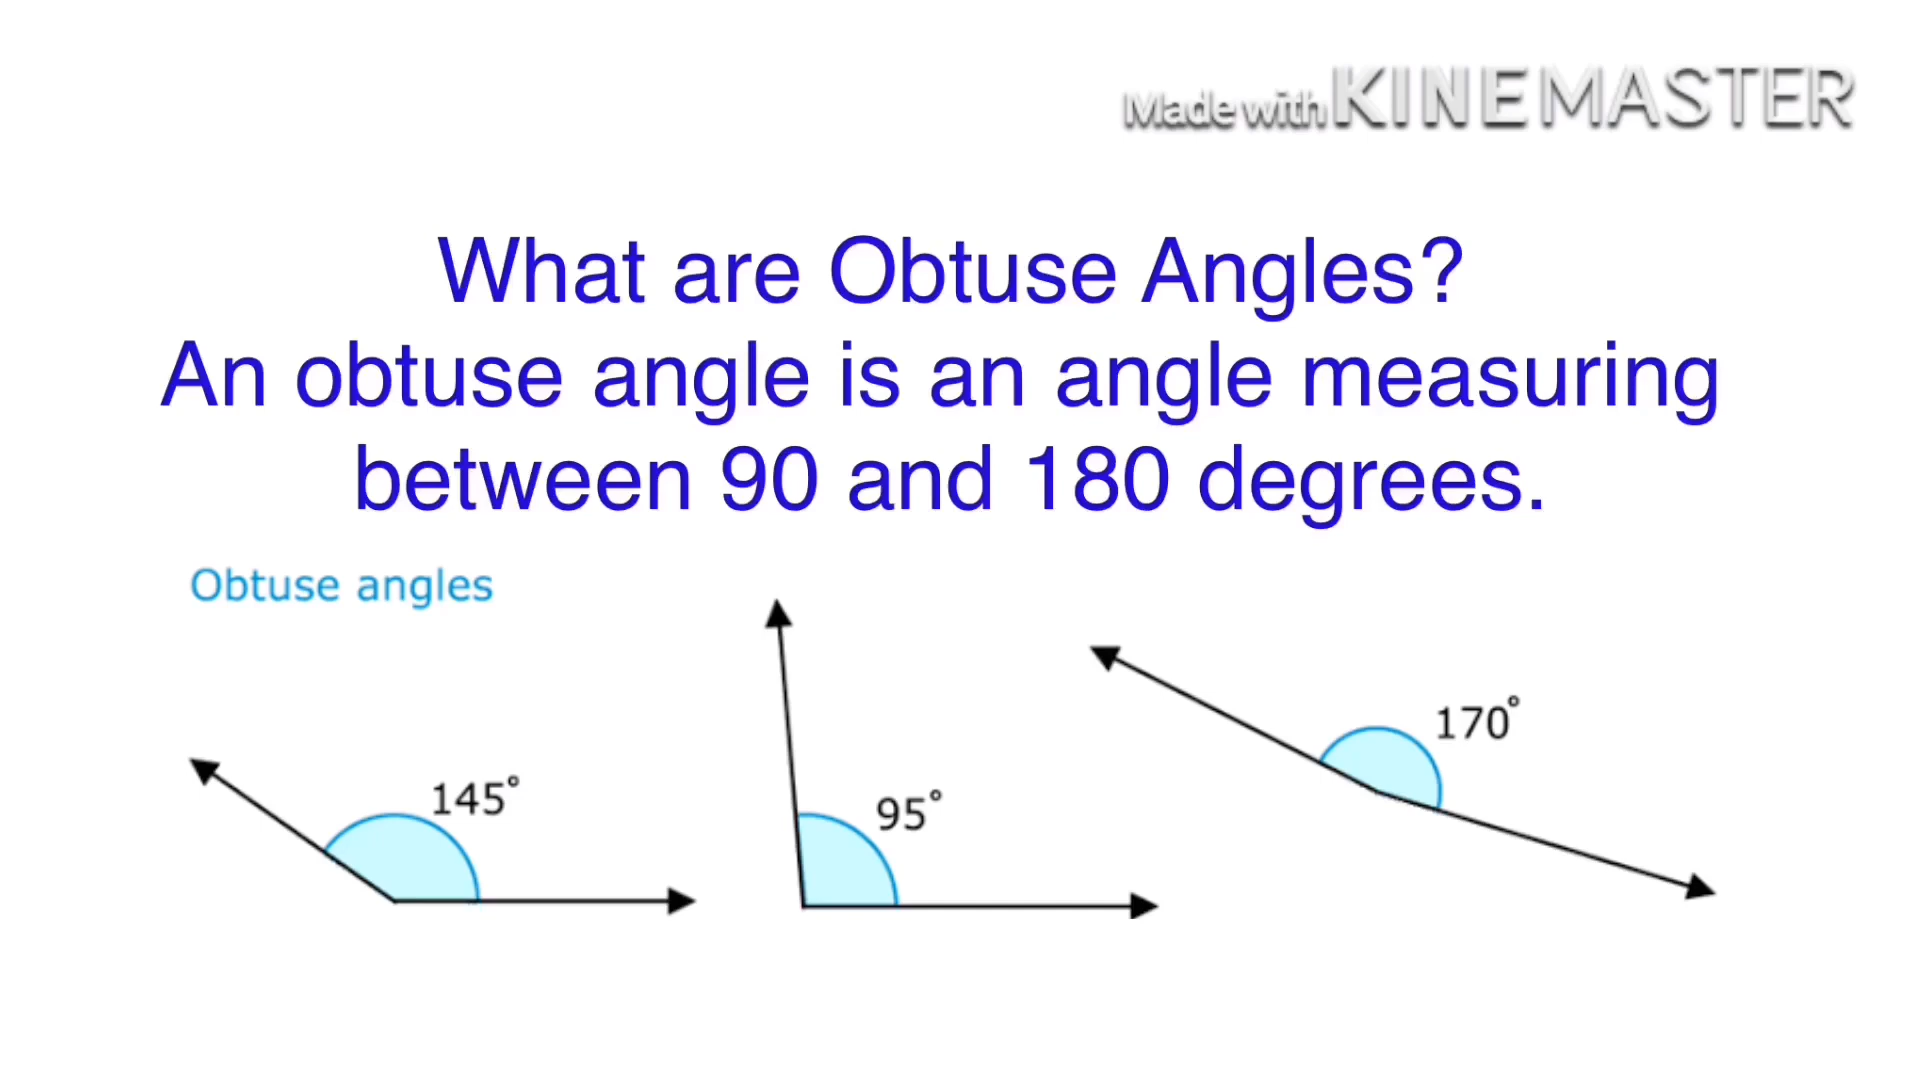 Made with KINEMASTER
What are Obtuse Angles?
An obtuse angle is an angle measuring
between 90 and 180 degrees.
Obtuse angles
145°
95°
170°